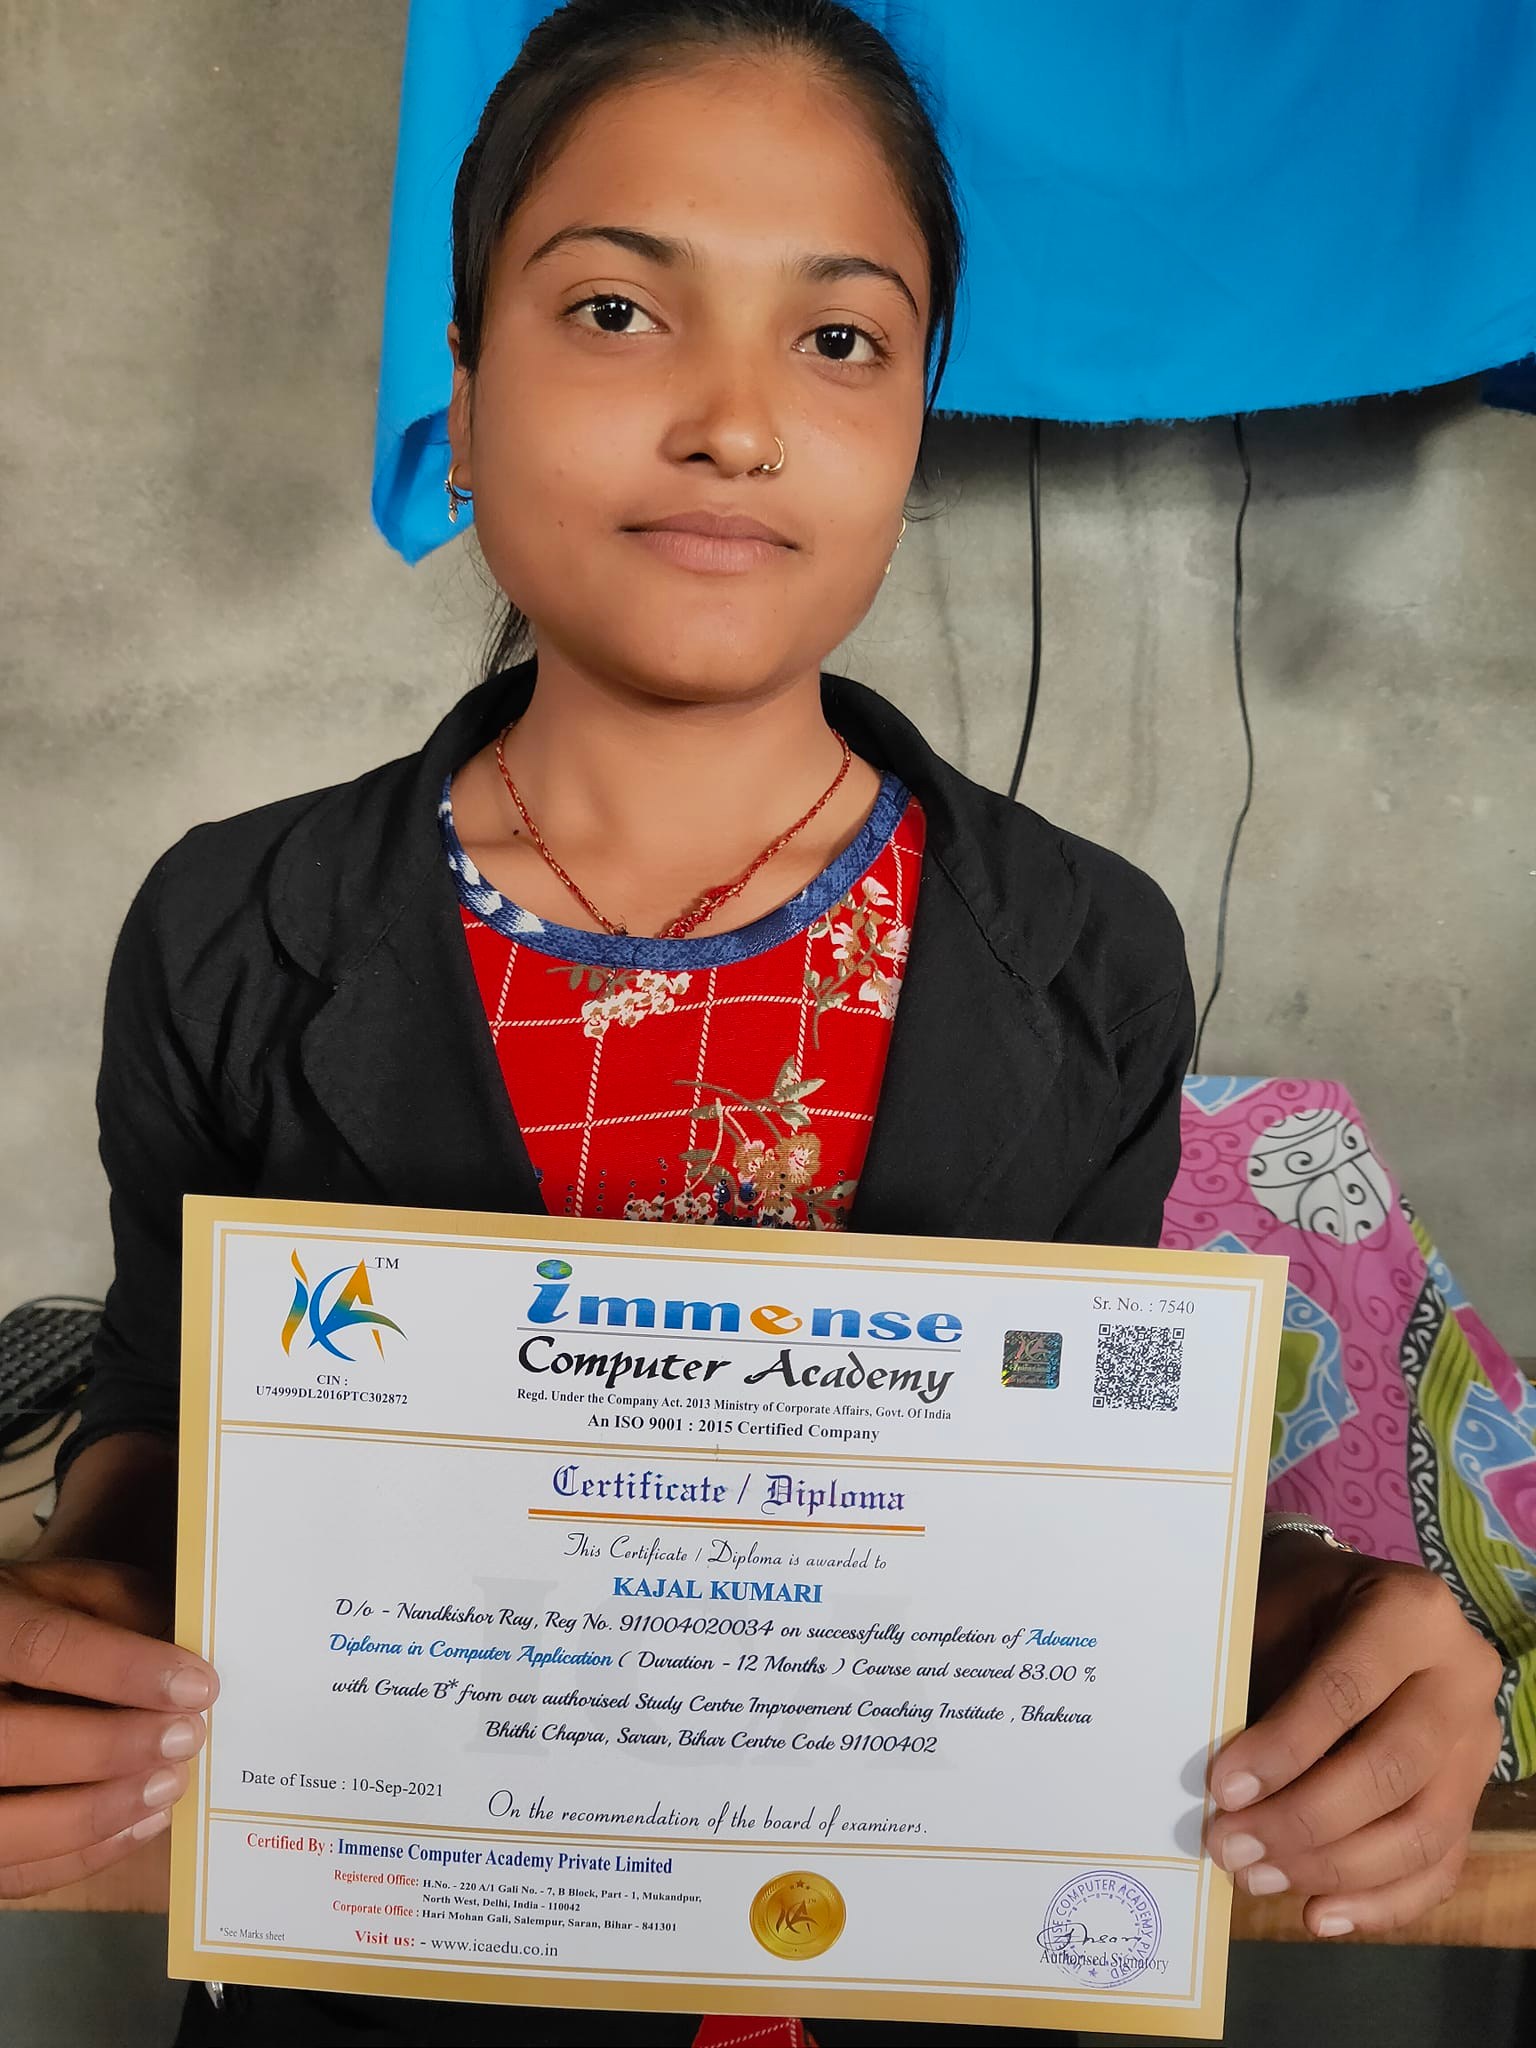 ICA TM
CIN :
U74999DL2016PTC302872
immense
Computer Academy
Regd. Under the Company Act. 2013 Ministry of Corporate Affairs, Govt. Of India
An ISO 9001 : 2015 Certified Company
Sr. No. : 7540
Certificate / Diploma
This Certificate / Diploma is awarded to
KAJAL KUMARI
D/o - Nandkishor Ray, Reg No. 911004020034 on successfully completion of Advance
Diploma in Computer Application ( Duration - 12 Months ) Course and secured 83.00 %
with Grade B* from our authorised Study Centre Improvement Coaching Institute , Bhakura
Bhithi Chapra, Saran, Bihar Centre Code 91100402
Date of Issue : 10-Sep-2021
On the recommendation of the board of examiners.
Certified By : Immense Computer Academy Private Limited
Registered Office: H.No. - 220 A/1 Gali No. - 7, B Block, Part - 1, Mukandpur,
North West, Delhi, India - 110042
Corporate Office : Hari Mohan Gali, Salempur, Saran, Bihar - 841301
*See Marks sheet
Visit us: - www.icaedu.co.in
ICA
COMPUTER ACADEMY
Authorised Signatory